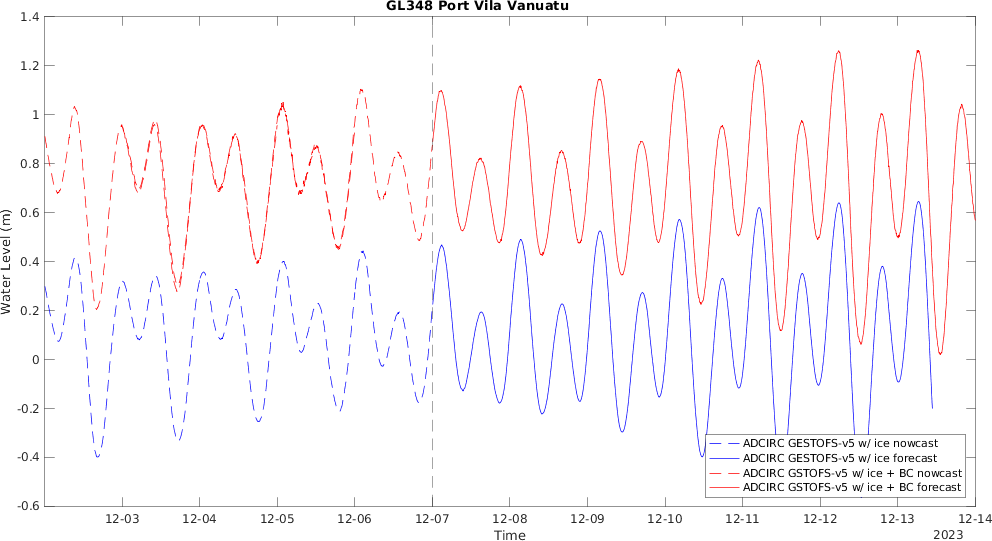 GL348 Port Vila Vanuatu
1.4
1.2
1
0.8
0.6
0.4
0.2
0
-0.2
-0.4
-0.6
Water Level (m)
ADCIRC GESTOFS-v5 w/ ice nowcast
ADCIRC GESTOFS-v5 w/ ice forecast
ADCIRC GSTOFS-v5 w/ ice + BC nowcast
ADCIRC GSTOFS-v5 w/ ice + BC forecast
12-03 12-04 12-05 12-06 12-07 12-08 12-09 12-10 12-11 12-12 12-13 12-14
Time
2023